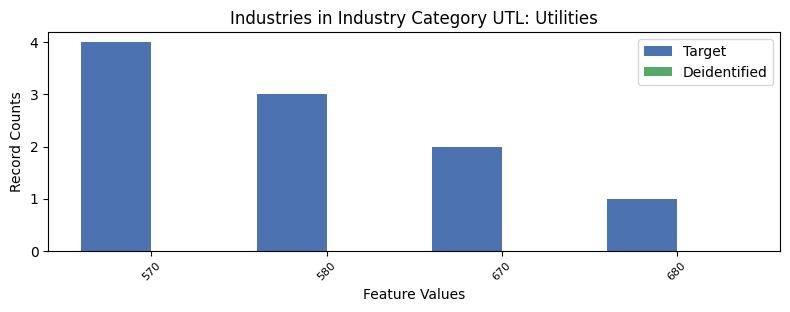 Industries in Industry Category UTL: Utilities
Target
Deidentified
Record Counts
4
3
2
1
0
570
580
670
680
Feature Values